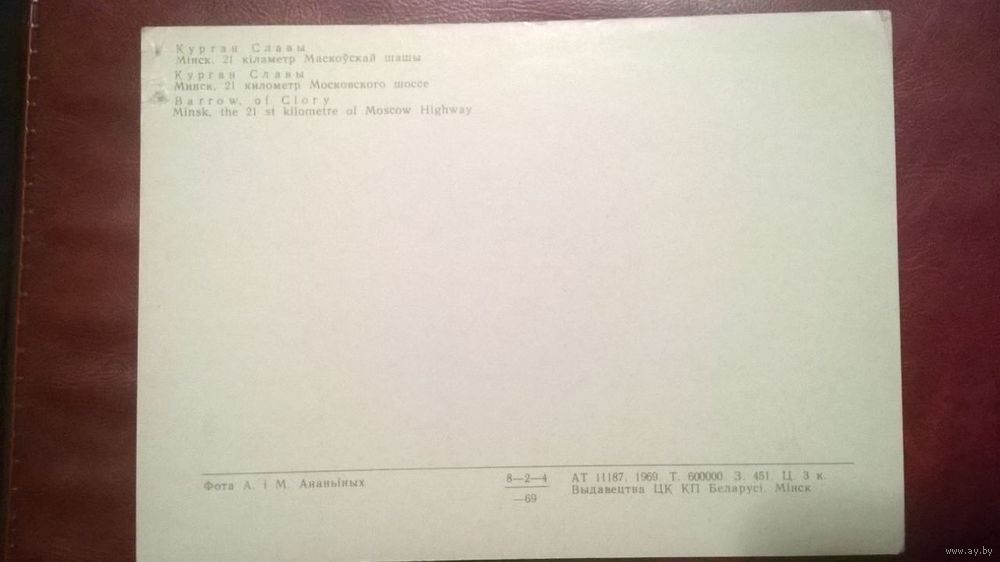 Курган Славы
Мінск, 21 кіламетр Маскоўскай шашы
Курган Славы
Минск, 21 километр Московского шоссе
Barrow, of Glory
Minsk, the 21 st kilometre of Moscow Highway
Фота А. і М. Ананьіных
8—2—4
—69
АТ 11187. 1969. Т. 600000. З. 451. Ц. 3 к.
Выдавецтва ЦК КП Беларусі. Мінск
www.ay.by